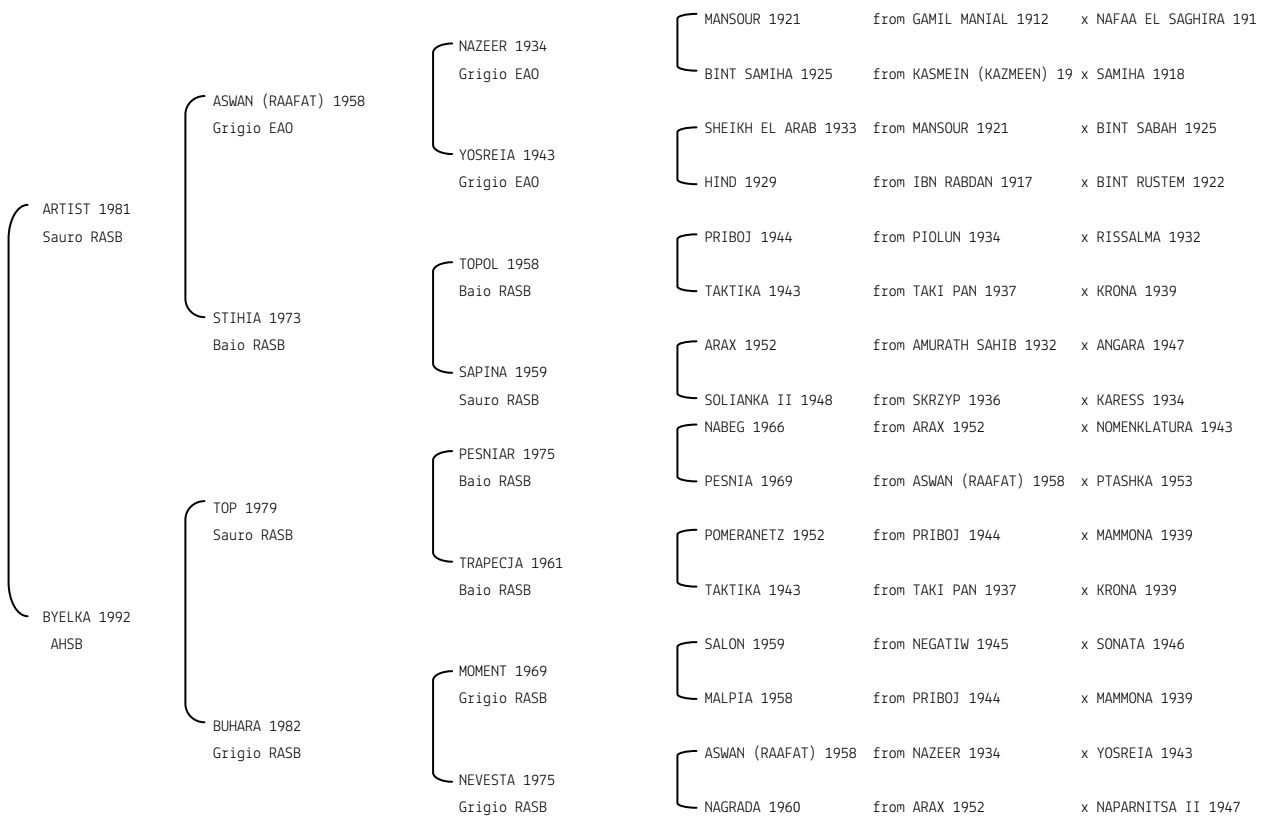 MANSOUR 1921 from GAMIL MANIAL 1912 x NAFAA EL SAGHIRA 191
NAZEER 1934
Grigio EAO
BINT SAMIHA 1925 from KASMEIN (KAZMEEN) 19 x SAMIHA 1918
ASWAN (RAAFAT) 1958
Grigio EAO
SHEIKH EL ARAB 1933 from MANSOUR 1921 x BINT SABAH 1925
YOSREIA 1943
Grigio EAO
HIND 1929 from IBN RABDAN 1917 x BINT RUSTEM 1922
ARTIST 1981
Sauro RASB
PRIBOJ 1944 from PIOLUN 1934 x RISSALMA 1932
TOPOL 1958
Baio RASB
TAKTIKA 1943 from TAKI PAN 1937 x KRONA 1939
STIHIA 1973
Baio RASB
ARAX 1952 from AMURATH SAHIB 1932 x ANGARA 1947
SAPINA 1959
Sauro RASB
SOLIANKA II 1948 from SKRZYP 1936 x KARESS 1934
NABEG 1966 from ARAX 1952 x NOMENKLATURA 1943
PESNIAR 1975
Baio RASB
PESNIA 1969 from ASWAN (RAAFAT) 1958 x PTASHKA 1953
TOP 1979
Sauro RASB
POMERANETZ 1952 from PRIBOJ 1944 x MAMMONA 1939
TRAPECJA 1961
Baio RASB
TAKTIKA 1943 from TAKI PAN 1937 x KRONA 1939
BYELKA 1992
AHSB
SALON 1959 from NEGATIW 1945 x SONATA 1946
MOMENT 1969
Grigio RASB
MALPIA 1958 from PRIBOJ 1944 x MAMMONA 1939
BUHARA 1982
Grigio RASB
ASWAN (RAAFAT) 1958 from NAZEER 1934 x YOSREIA 1943
NEVESTA 1975
Grigio RASB
NAGRADA 1960 from ARAX 1952 x NAPARNITSA II 1947